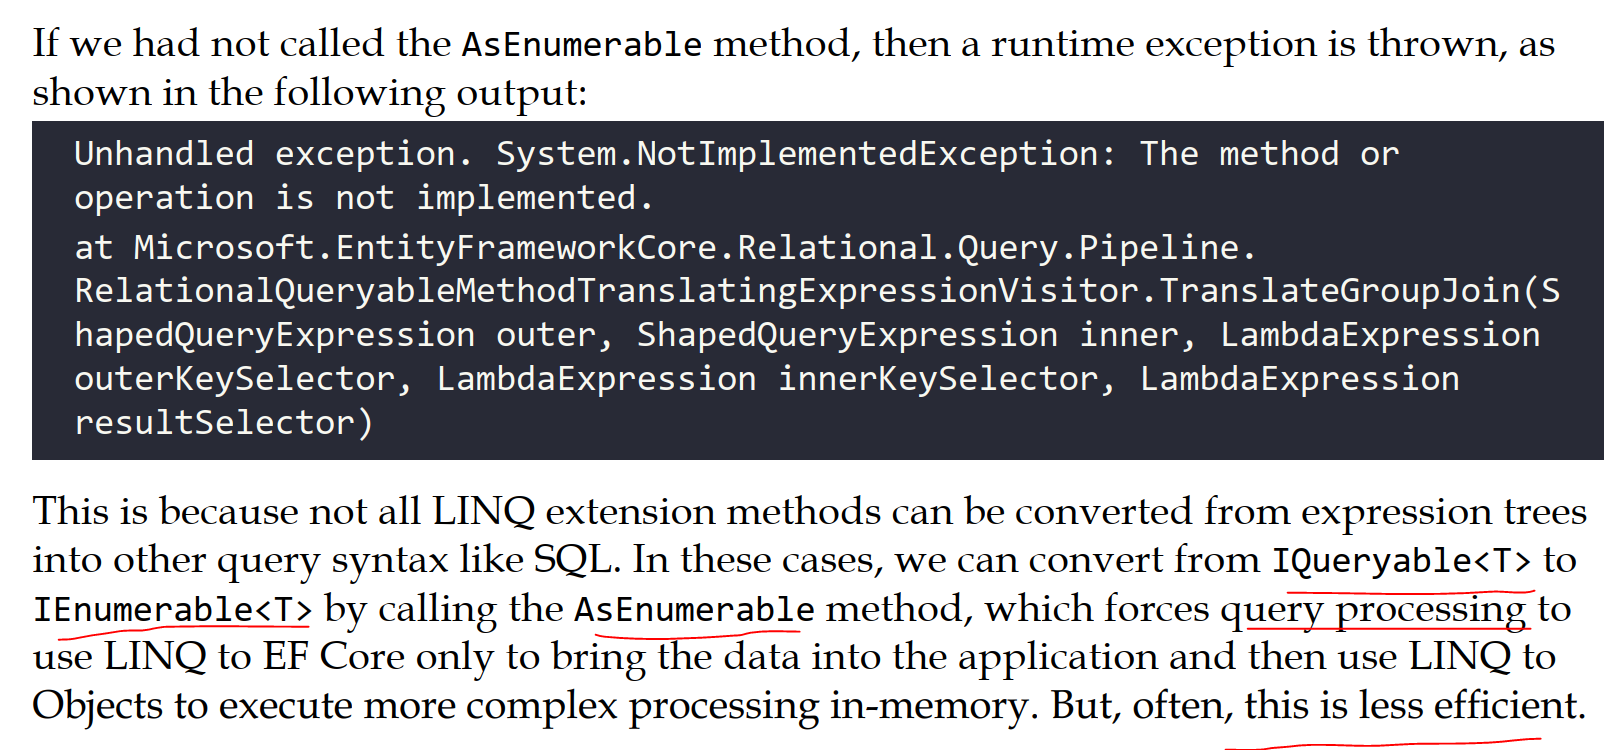 If we had not called the AsEnumerable method, then a runtime exception is thrown, as
shown in the following output:
Unhandled exception. System.NotImplementedException: The method or
operation is not implemented.
at Microsoft.EntityFrameworkCore.Relational.Query.Pipeline.
RelationalQueryableMethodTranslatingExpressionVisitor.TranslateGroupJoin(S
hapedQueryExpression outer, ShapedQueryExpression inner, LambdaExpression
outerKeySelector, LambdaExpression innerKeySelector, LambdaExpression
resultSelector)
This is because not all LINQ extension methods can be converted from expression trees
into other query syntax like SQL. In these cases, we can convert from IQueryable<T> to
IEnumerable<T> by calling the AsEnumerable method, which forces query processing to
use LINQ to EF Core only to bring the data into the application and then use LINQ to
Objects to execute more complex processing in-memory. But, often, this is less efficient.